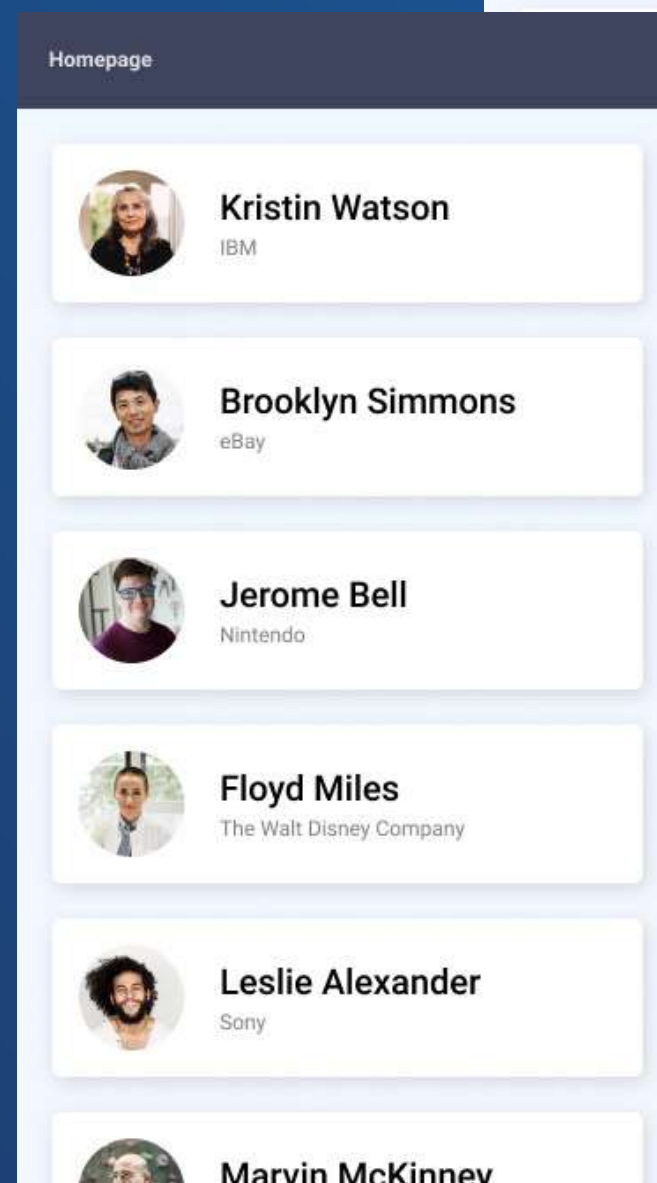 Homepage
Kristin Watson
IBM
Brooklyn Simmons
eBay
Jerome Bell
Nintendo
Floyd Miles
The Walt Disney Company
Leslie Alexander
Sony
Marvin McKinney